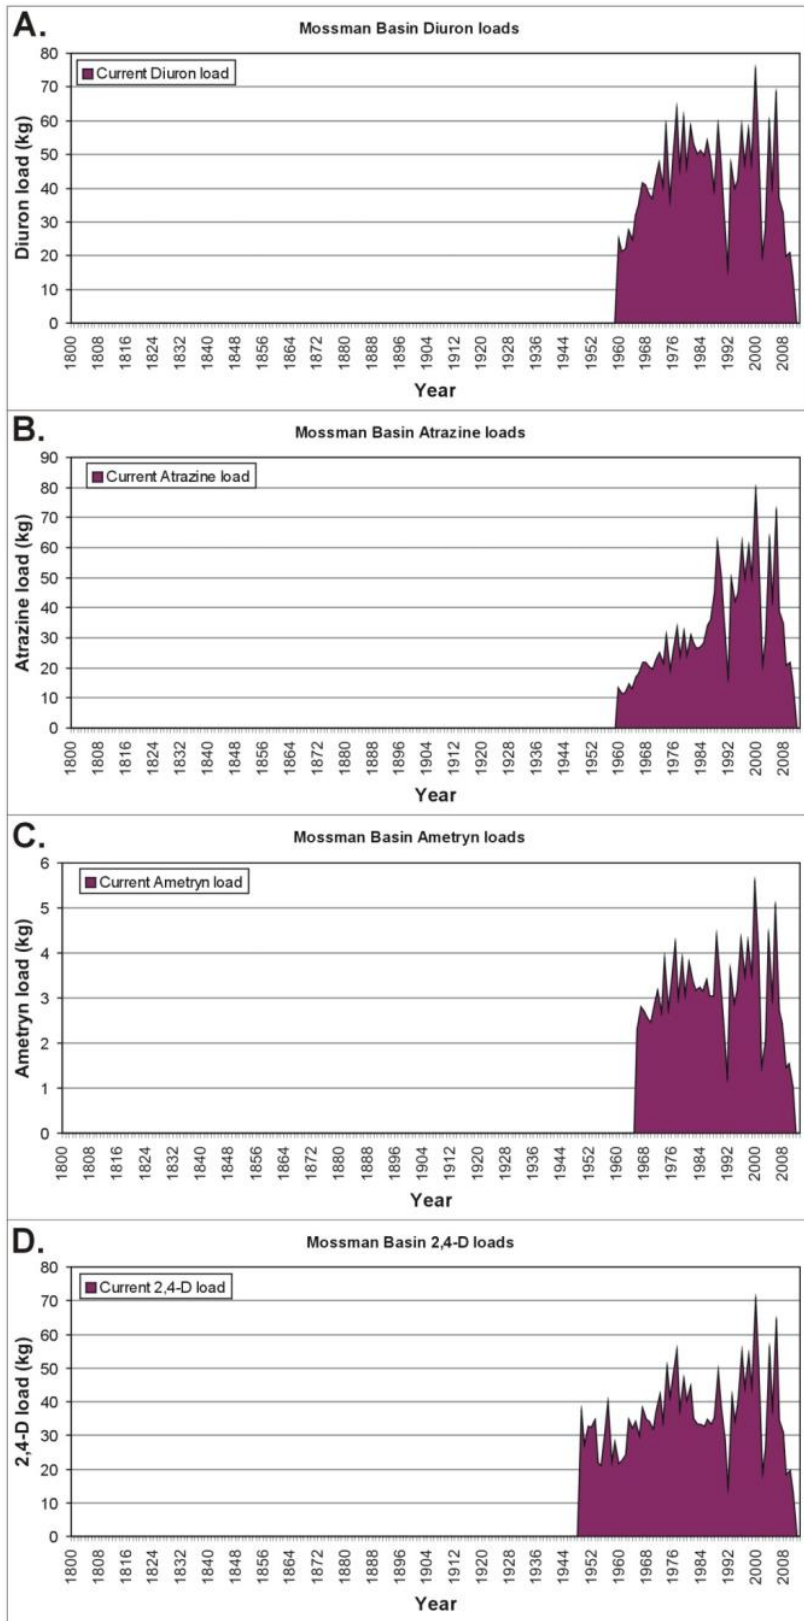 A.
Mossman Basin Diuron loads
Current Diuron load
Diuron load (kg)
80
70
60
50
40
30
20
10
0
1800 1808 1816 1824 1832 1840 1848 1856 1864 1872 1880 1888 1896 1904 1912 1920 1928 1936 1944 1952 1960 1968 1976 1984 1992 2000 2008
Year
B.
Mossman Basin Atrazine loads
Current Atrazine load
Atrazine load (kg)
90
80
70
60
50
40
30
20
10
0
1800 1808 1816 1824 1832 1840 1848 1856 1864 1872 1880 1888 1896 1904 1912 1920 1928 1936 1944 1952 1960 1968 1976 1984 1992 2000 2008
Year
C.
Mossman Basin Ametryn loads
Current Ametryn load
Ametryn load (kg)
6
5
4
3
2
1
0
1800 1808 1816 1824 1832 1840 1848 1856 1864 1872 1880 1888 1896 1904 1912 1920 1928 1936 1944 1952 1960 1968 1976 1984 1992 2000 2008
Year
D.
Mossman Basin 2,4-D loads
Current 2,4-D load
2,4-D load (kg)
80
70
60
50
40
30
20
10
0
1800 1808 1816 1824 1832 1840 1848 1856 1864 1872 1880 1888 1896 1904 1912 1920 1928 1936 1944 1952 1960 1968 1976 1984 1992 2000 2008
Year